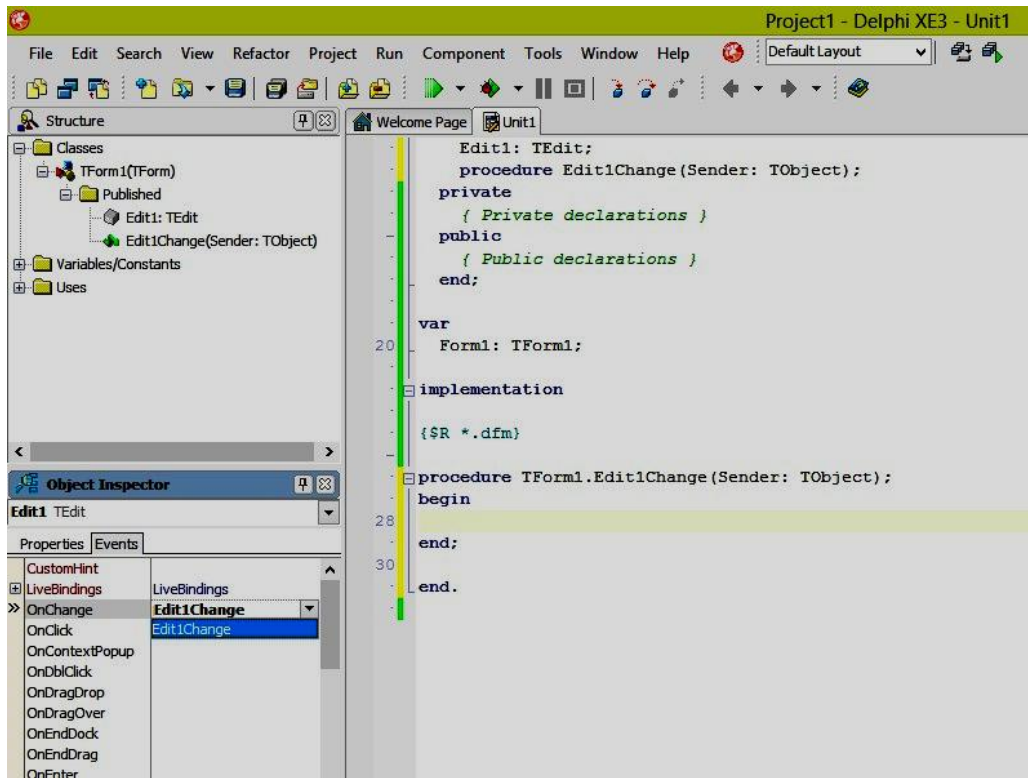 Project1 - Delphi XE3 - Unit1
File Edit Search View Refactor Project Run Component Tools Window Help Default Layout
Structure
Classes
TForm1(TForm)
Published
Edit1: TEdit
Edit1Change(Sender: TObject)
Variables/Constants
Uses
Object Inspector
Edit1 TEdit
Properties Events
CustomHint
LiveBindings LiveBindings
OnChange Edit1Change
OnClick Edit1Change
OnContextPopup
OnDblClick
OnDragDrop
OnDragOver
OnEndDock
OnEndDrag
OnEnter
Welcome Page Unit1
Edit1: TEdit;
procedure Edit1Change(Sender: TObject);
private
{ Private declarations }
public
{ Public declarations }
end;
var
20 Form1: TForm1;
implementation
{$R *.dfm}
procedure TForm1.Edit1Change(Sender: TObject);
begin
28
end;
30
end.